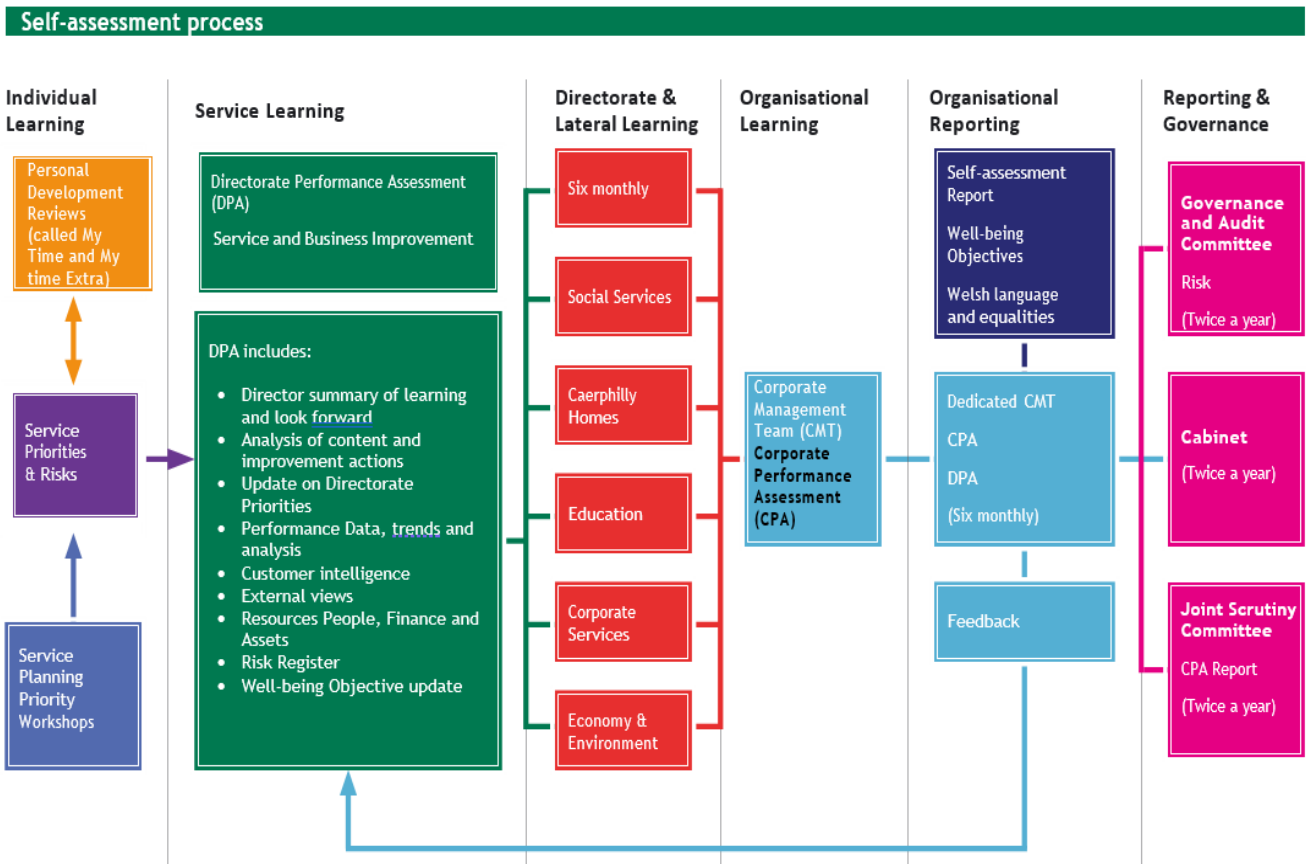 Self-assessment process
Individual
Learning
Personal
Development
Reviews
(called My
Time and My
time Extra)
Service
Priorities
& Risks
Service
Planning
Priority
Workshops
Service Learning
Directorate Performance Assessment
(DPA)
Service and Business Improvement
DPA includes:
• Director summary of learning
and look forward
• Analysis of content and
improvement actions
• Update on Directorate
Priorities
• Performance Data, trends and
analysis
• Customer intelligence
• External views
• Resources People, Finance and
Assets
• Risk Register
• Well-being Objective update
Directorate &
Lateral Learning
Six monthly
Social Services
Caerphilly
Homes
Education
Corporate
Services
Economy &
Environment
Organisational
Learning
Corporate
Management
Team (CMT)
Corporate
Performance
Assessment
(CPA)
Organisational
Reporting
Self-assessment
Report
Well-being
Objectives
Welsh language
and equalities
Dedicated CMT
CPA
DPA
(Six monthly)
Feedback
Reporting &
Governance
Governance
and Audit
Committee
Risk
(Twice a year)
Cabinet
(Twice a year)
Joint Scrutiny
Committee
CPA Report
(Twice a year)